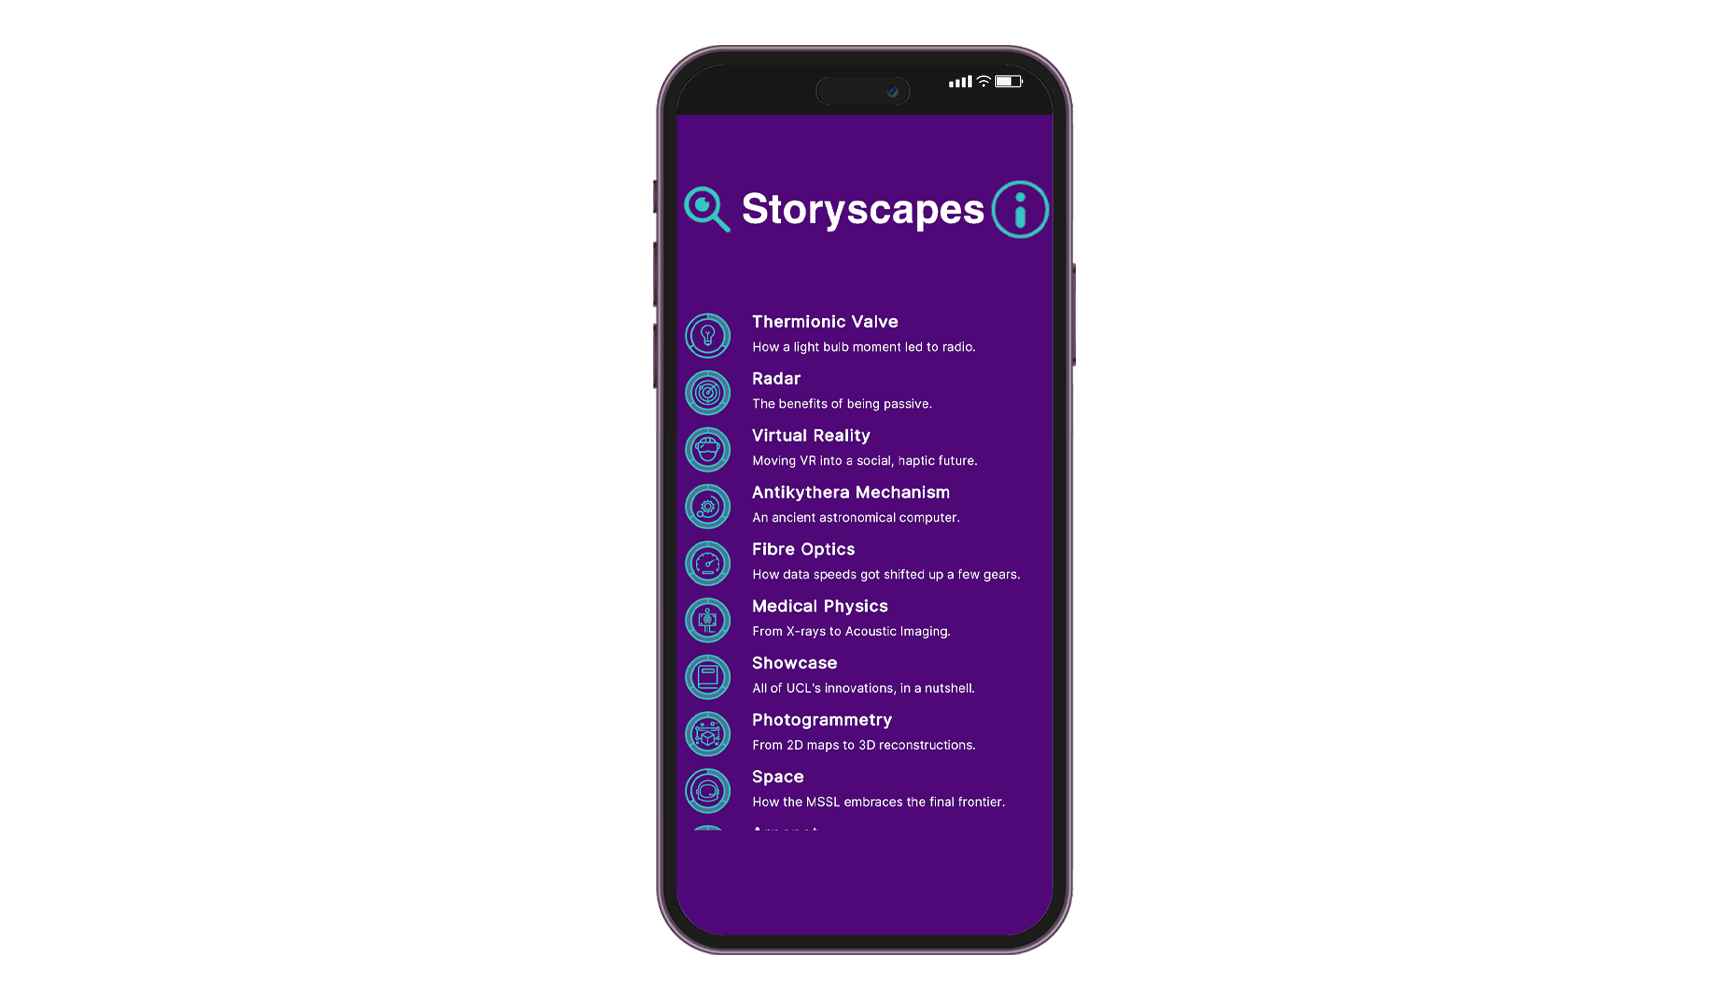 Storyscapes
Thermionic Valve
How a light bulb moment led to radio.
Radar
The benefits of being passive.
Virtual Reality
Moving VR into a social, haptic future.
Antikythera Mechanism
An ancient astronomical computer.
Fibre Optics
How data speeds got shifted up a few gears.
Medical Physics
From X-rays to Acoustic Imaging.
Showcase
All of UCL's innovations, in a nutshell.
Photogrammetry
From 2D maps to 3D reconstructions.
Space
How the MSSL embraces the final frontier.